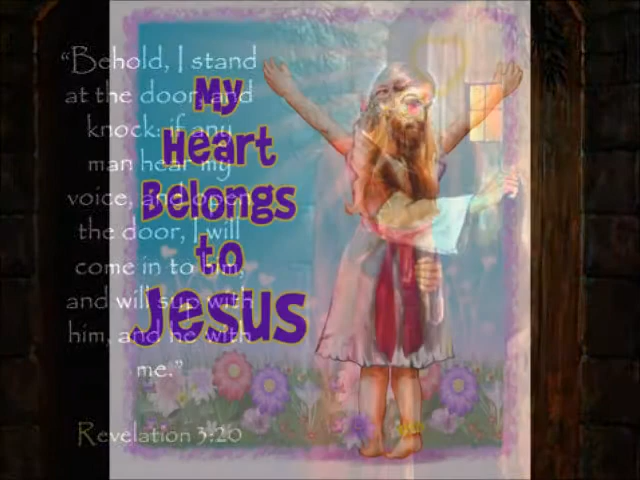 “Behold, I stand
at the door, and
knock: if any
man hear my
voice, and open
the door, I will
come in to him,
and will sup with
him, and he with
me.”
Revelation 3:20
My
Heart
Belongs
to
Jesus